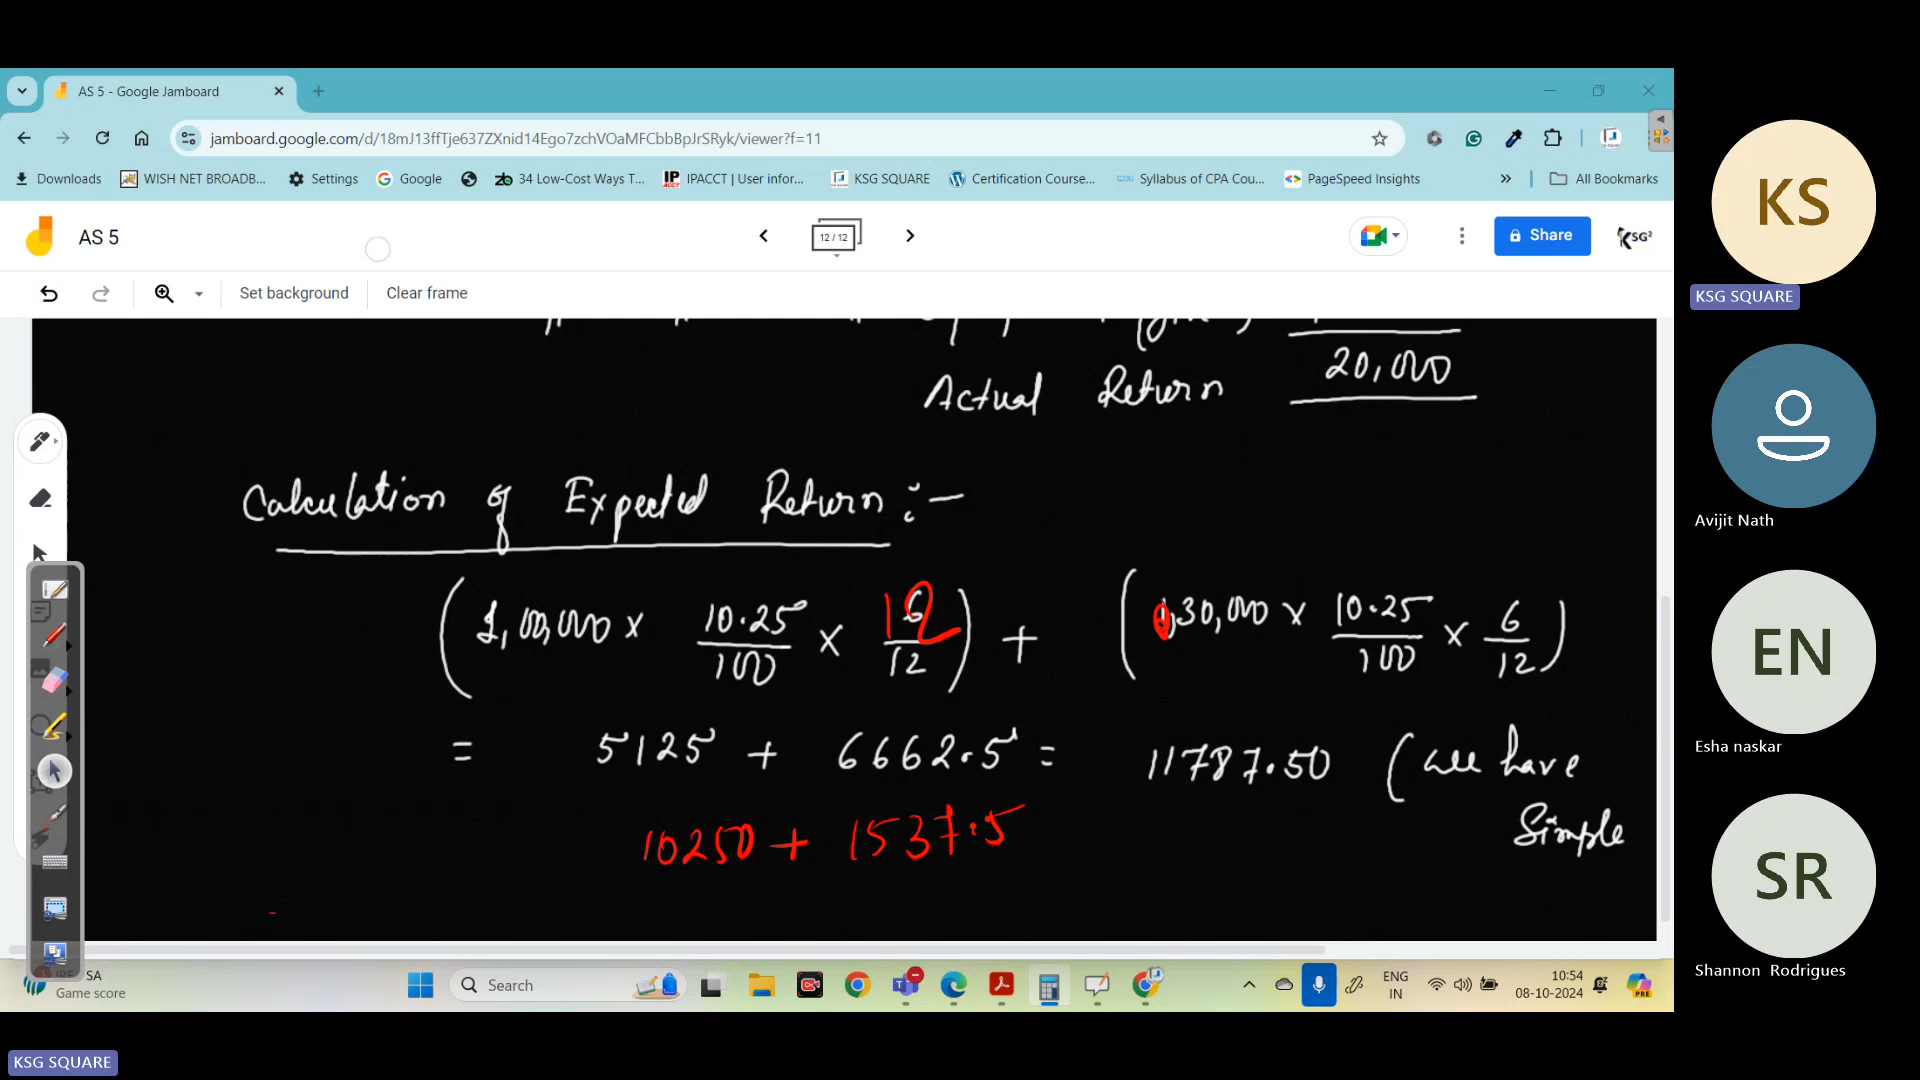 AS 5 - Google Jamboard
jamboard.google.com/d/18mJ13ffTje637ZXnid14Ego7zchVOaMFCbbBpJrSRyk/viewer?f=11
Downloads WISH NET BROADB... Settings Google 34 Low-Cost Ways T... IPACCT | User infor... KSG SQUARE Certification Course... Syllabus of CPA Cou... PageSpeed Insights » All Bookmarks
AS 5 12 / 12 Share KSG²
Set background Clear frame
20,000
Actual Return
Calculation of Expected Return :-
(1,00,000 x 10.25/100 x 6/12) + (1,30,000 x 10.25/100 x 6/12)
12
= 5125 + 6662.5 = 11787.50 (we have
Simple
10250 + 1537.5
SA
Game score
Search
ENG
IN
10:54
08-10-2024
PRE
KS
KSG SQUARE
Avijit Nath
EN
Esha naskar
SR
Shannon Rodrigues
KSG SQUARE